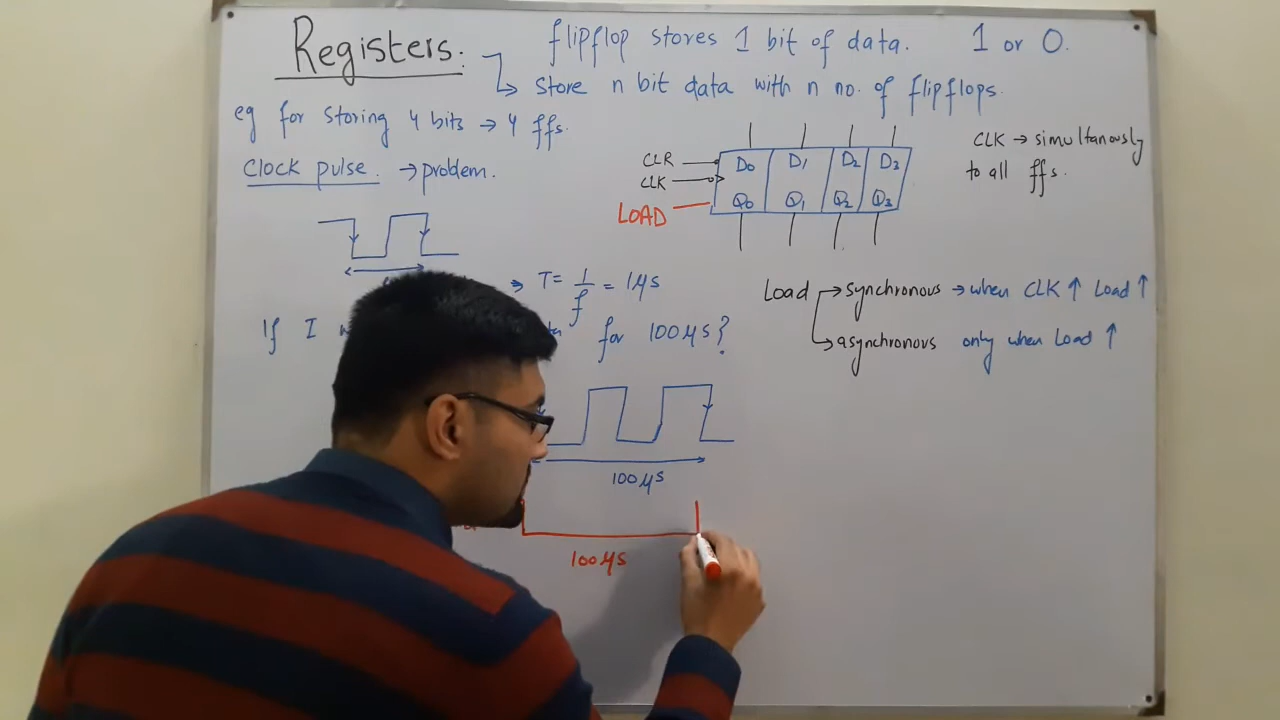 Registers.
flipflop stores 1 bit of data. 1 or 0.
store n bit data with n no. of flipflops.
eg for storing 4 bits → 4 ffs.
Clock pulse → problem.
CLR
CLK
LOAD
D0 D1 D2 D3
Q0 Q1 Q2 Q3
CLK → simultanously
to all ffs.
T = 1/f = 1μs
If I
for 100μs?
Load → synchronous → when CLK ↑ Load ↑
→ asynchronous only when Load ↑
100μs
100μs